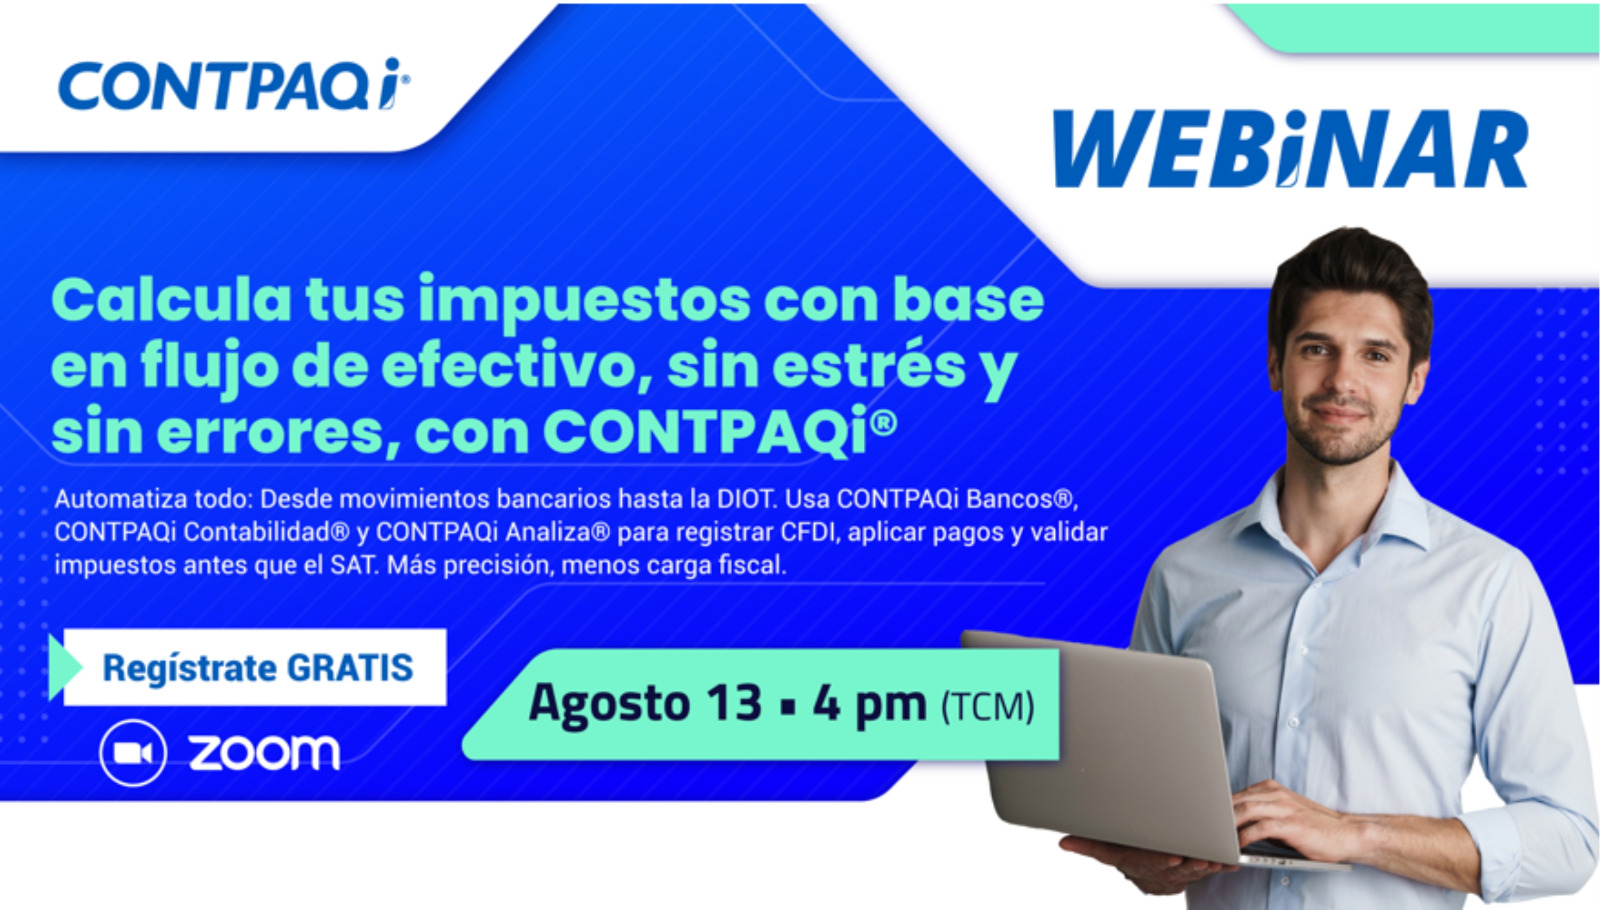 CONTPAQi®
WEBiNAR
Calcula tus impuestos con base
en flujo de efectivo, sin estrés y
sin errores, con CONTPAQi®
Automatiza todo: Desde movimientos bancarios hasta la DIOT. Usa CONTPAQi Bancos®,
CONTPAQi Contabilidad® y CONTPAQi Analiza® para registrar CFDI, aplicar pagos y validar
impuestos antes que el SAT. Más precisión, menos carga fiscal.
Regístrate GRATIS
Agosto 13 ▪ 4 pm (TCM)
zoom